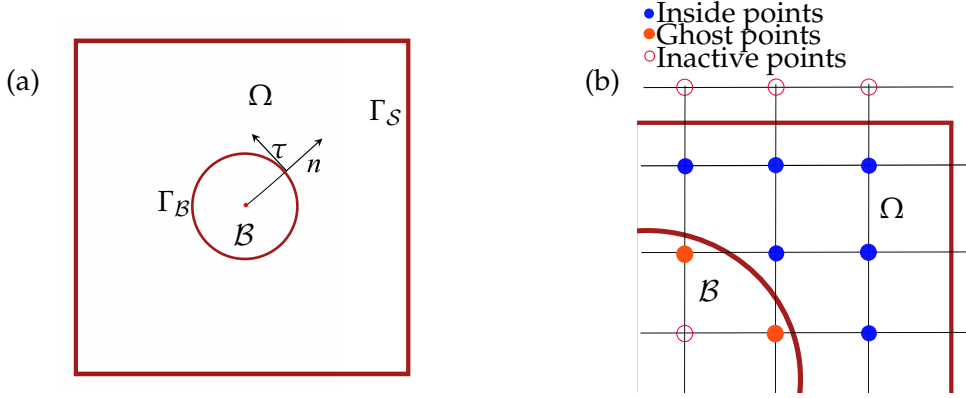 (a)
Ω
Γ_𝒮
τ
n
Γ_ℬ
ℬ
Inside points
Ghost points
Inactive points
(b)
Ω
ℬ